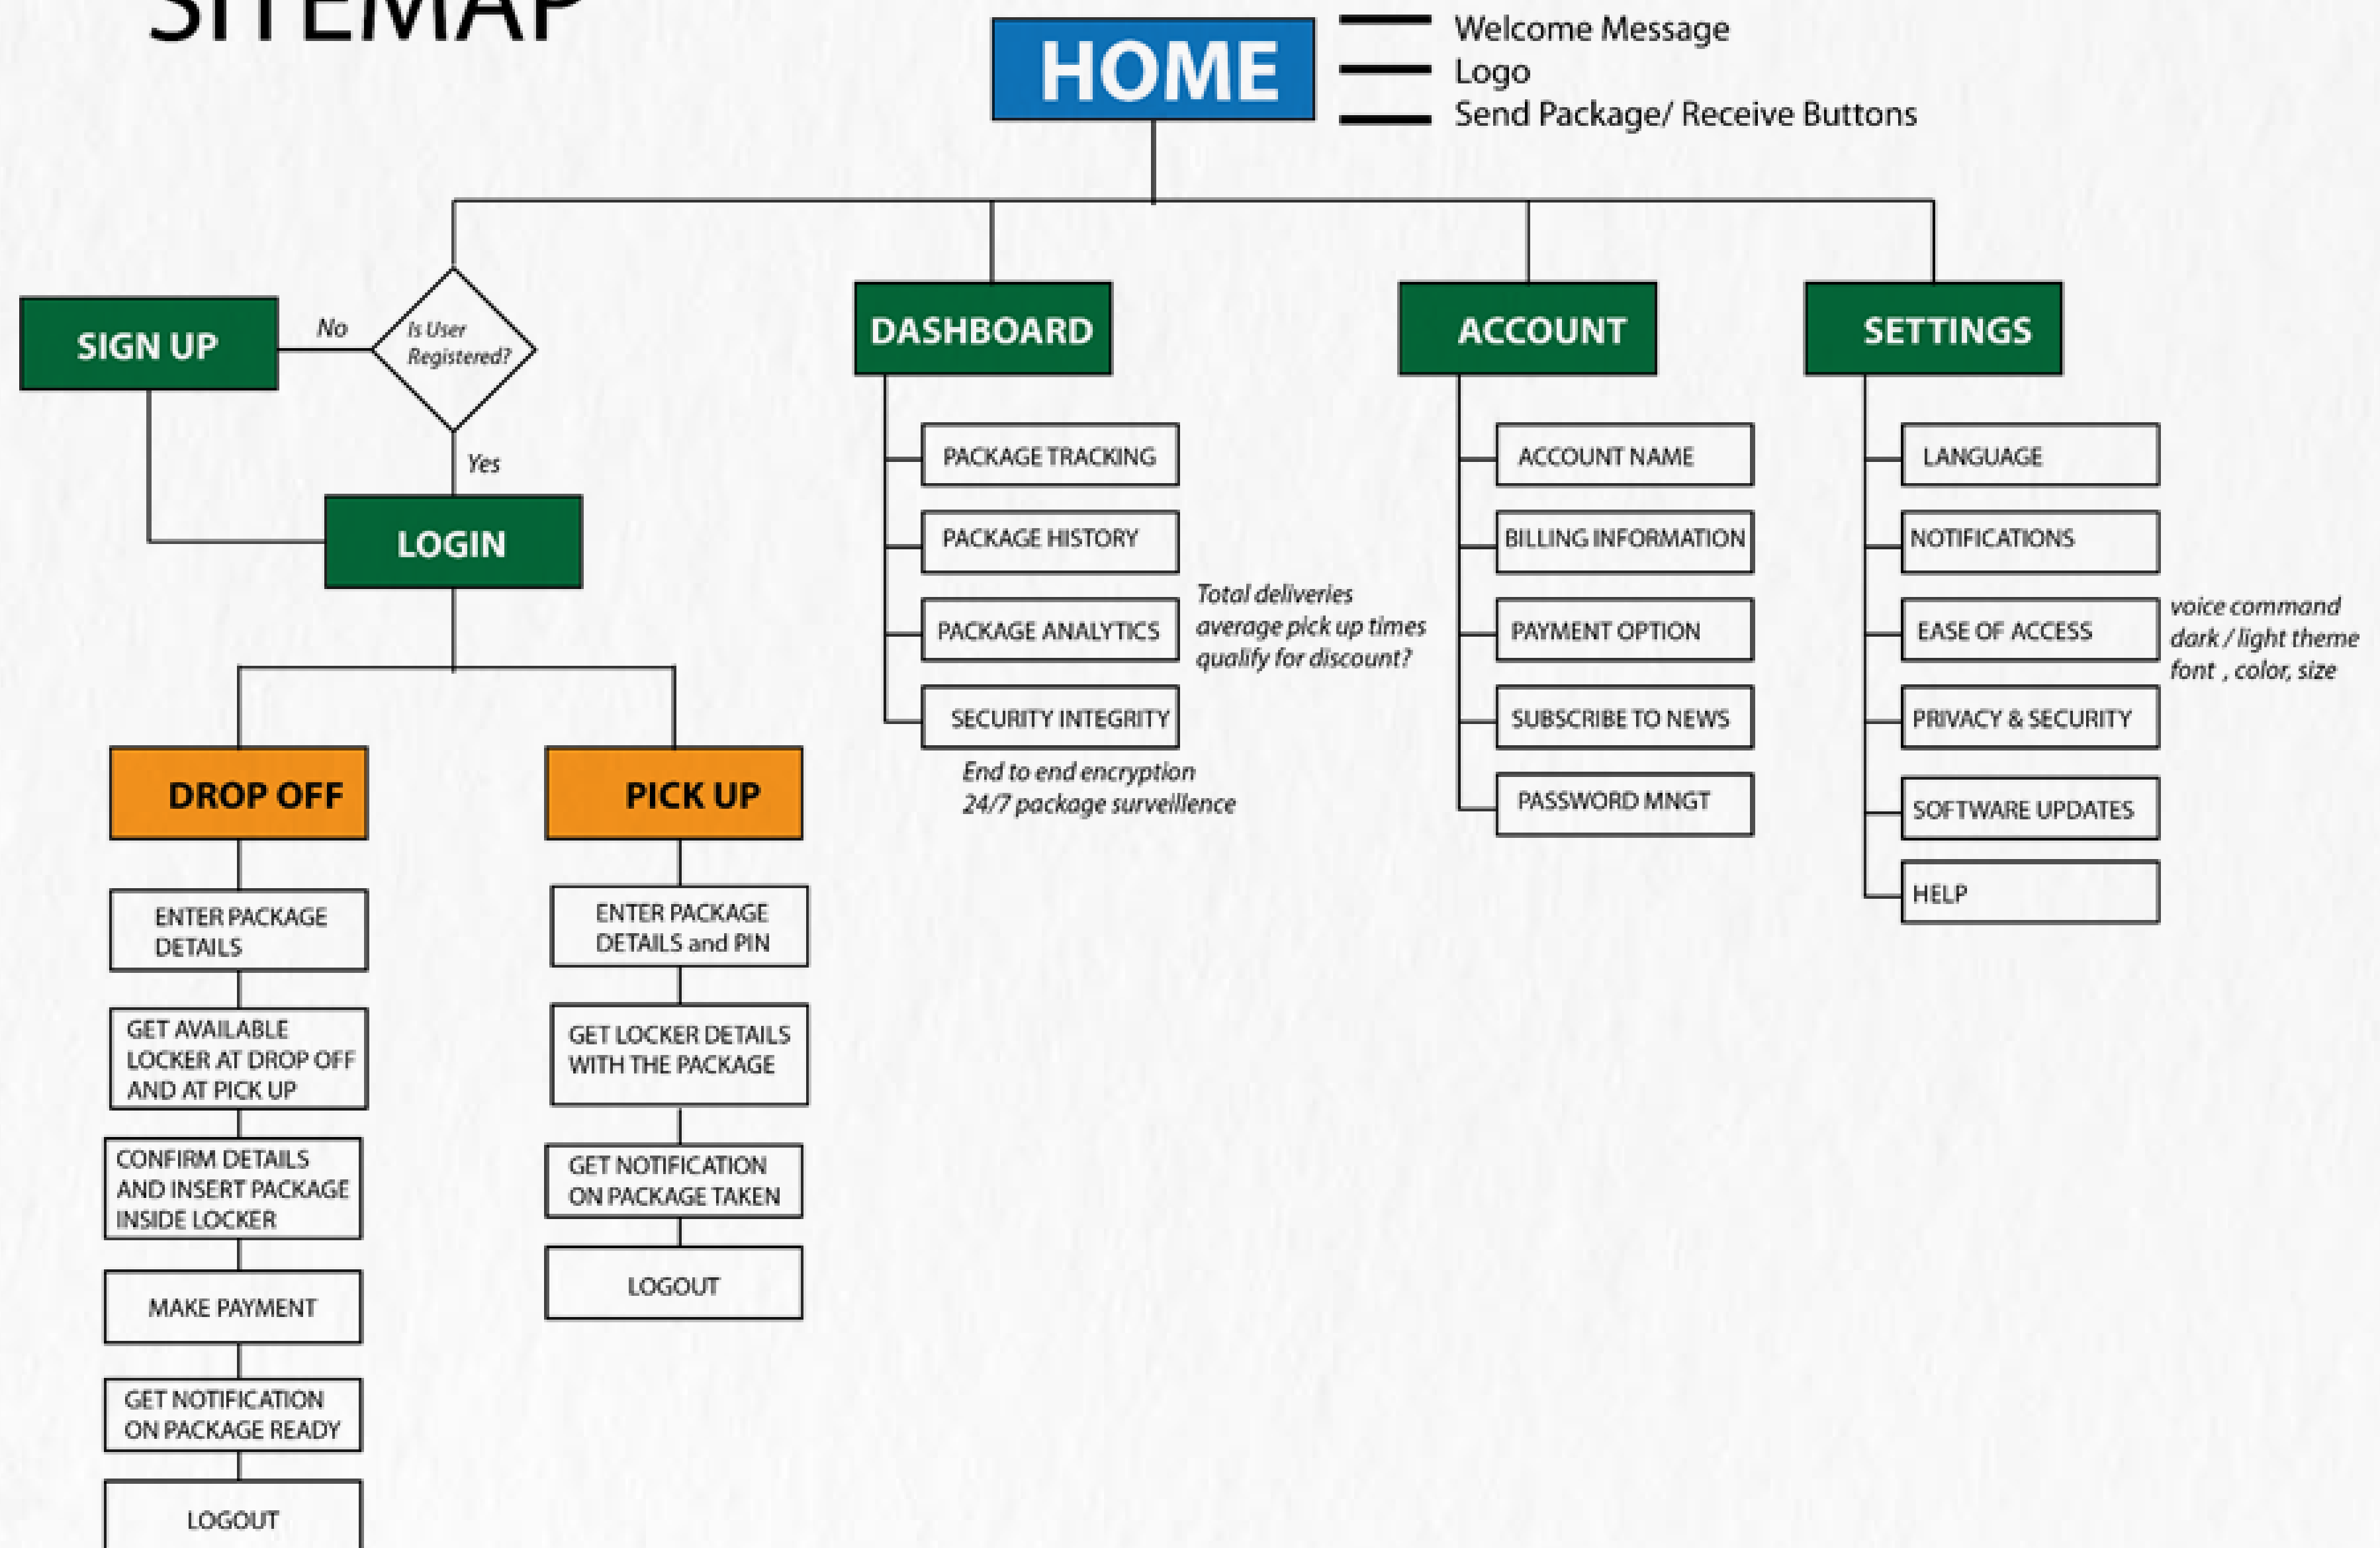 SITEMAP
HOME
Welcome Message
Logo
Send Package/ Receive Buttons
SIGN UP
No
Is User
Registered?
Yes
LOGIN
DROP OFF
ENTER PACKAGE
DETAILS
GET AVAILABLE
LOCKER AT DROP OFF
AND AT PICK UP
CONFIRM DETAILS
AND INSERT PACKAGE
INSIDE LOCKER
MAKE PAYMENT
GET NOTIFICATION
ON PACKAGE READY
LOGOUT
PICK UP
ENTER PACKAGE
DETAILS and PIN
GET LOCKER DETAILS
WITH THE PACKAGE
GET NOTIFICATION
ON PACKAGE TAKEN
LOGOUT
DASHBOARD
PACKAGE TRACKING
PACKAGE HISTORY
PACKAGE ANALYTICS
Total deliveries
average pick up times
qualify for discount?
SECURITY INTEGRITY
End to end encryption
24/7 package surveillence
ACCOUNT
ACCOUNT NAME
BILLING INFORMATION
PAYMENT OPTION
SUBSCRIBE TO NEWS
PASSWORD MNGT
SETTINGS
LANGUAGE
NOTIFICATIONS
EASE OF ACCESS
voice command
dark / light theme
font , color, size
PRIVACY & SECURITY
SOFTWARE UPDATES
HELP